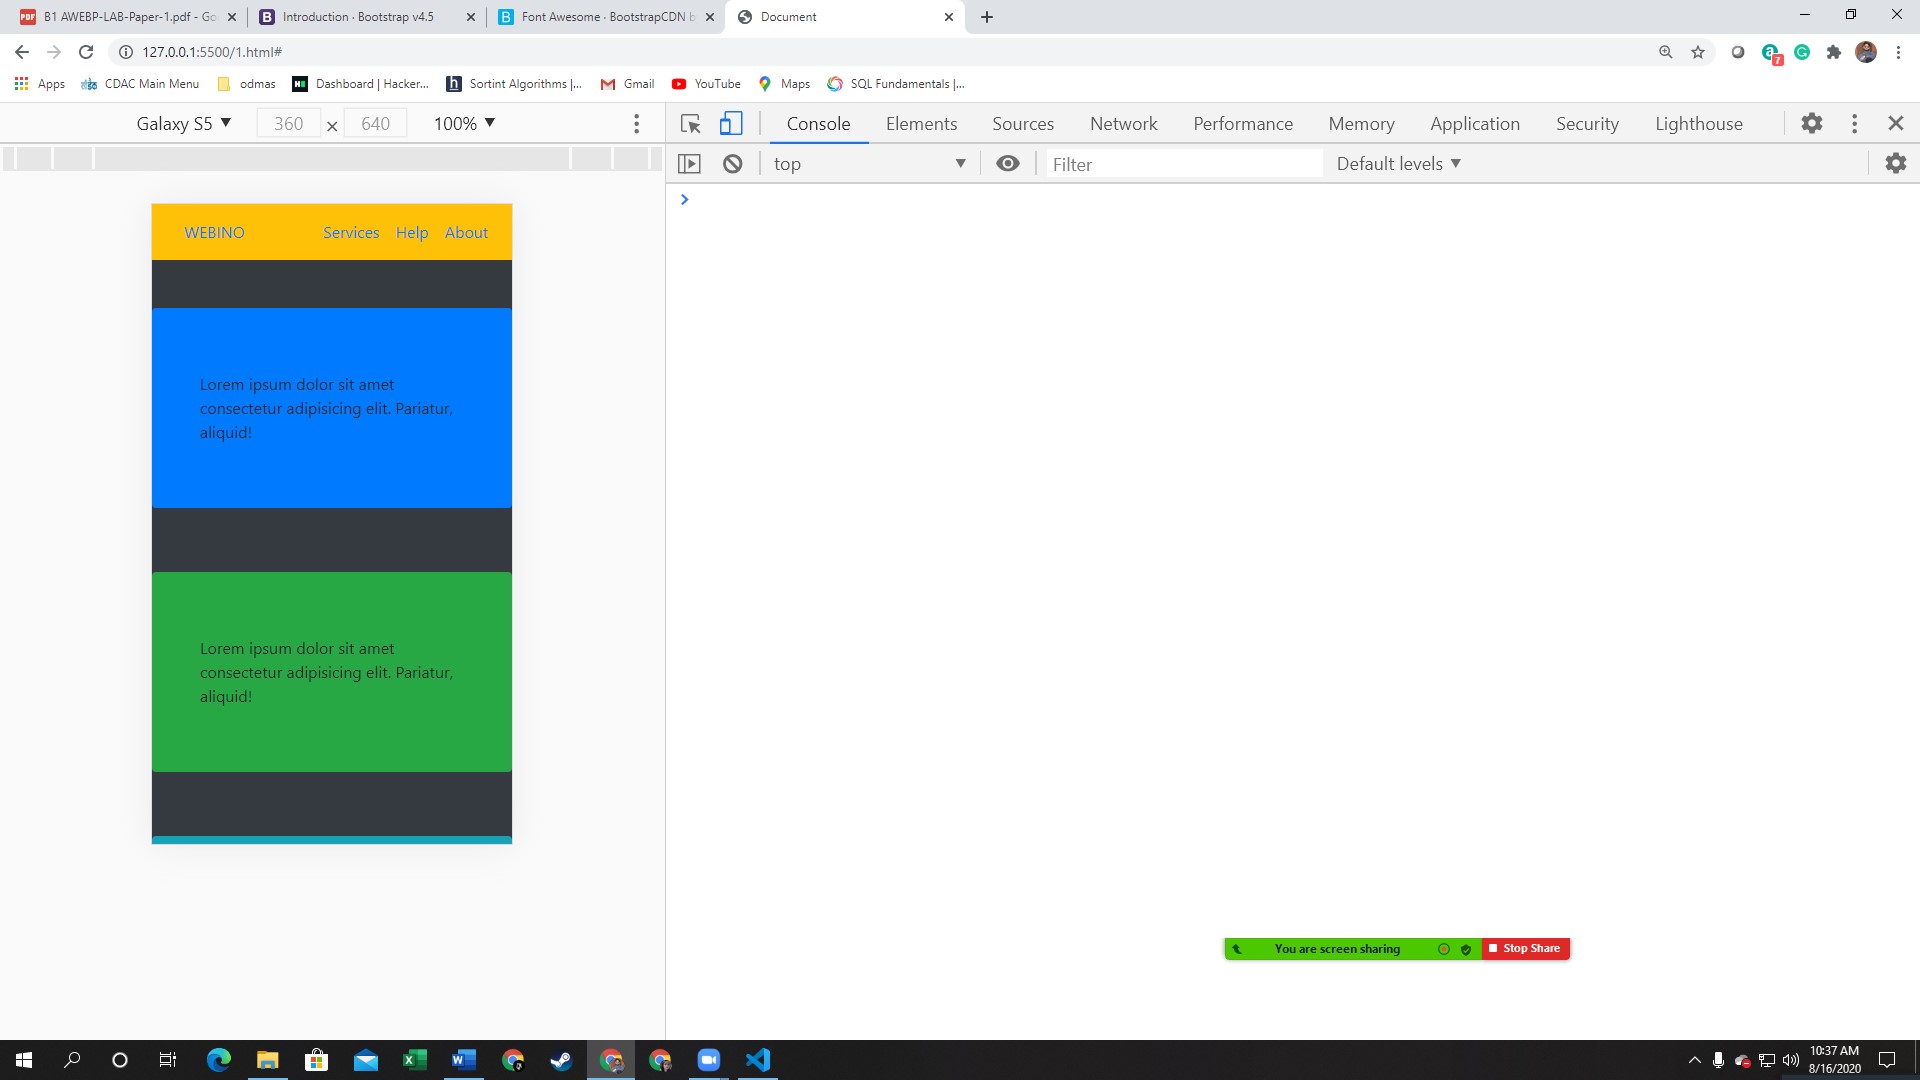 B1 AWEBP-LAB-Paper-1.pdf - Go
Introduction · Bootstrap v4.5
Font Awesome · BootstrapCDN b
Document
127.0.0.1:5500/1.html#
7
Apps
CDAC Main Menu
odmas
Dashboard | Hacker...
Sortint Algorithms |...
Gmail
YouTube
Maps
SQL Fundamentals |...
Galaxy S5 ▼
360 × 640
100% ▼
Console
Elements
Sources
Network
Performance
Memory
Application
Security
Lighthouse
top
Filter
Default levels ▼
WEBINO
Services
Help
About
Lorem ipsum dolor sit amet
consectetur adipisicing elit. Pariatur,
aliquid!
Lorem ipsum dolor sit amet
consectetur adipisicing elit. Pariatur,
aliquid!
You are screen sharing
Stop Share
10:37 AM
8/16/2020